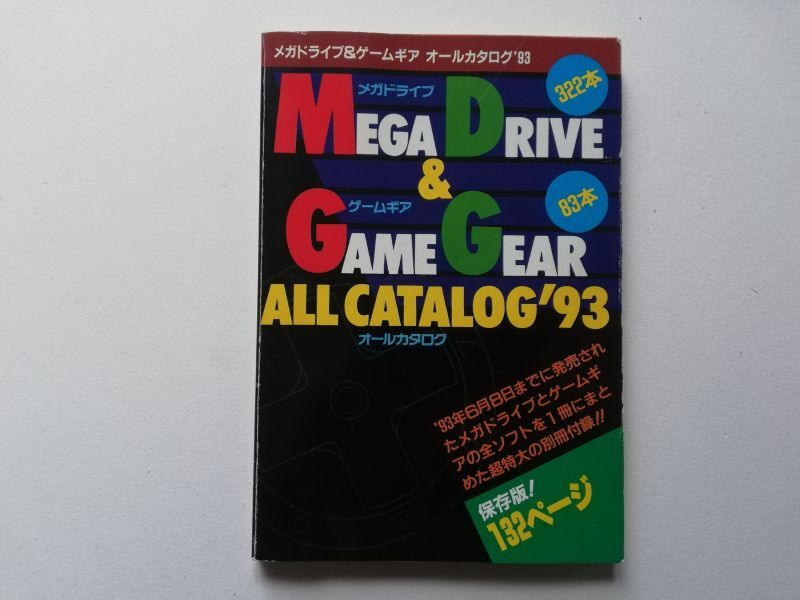 メガドライブ&ゲームギア オールカタログ'93
メガドライブ
322本
MEGA DRIVE
&
ゲームギア
83本
GAME GEAR
ALL CATALOG'93
オールカタログ
'93年6月8日までに発売され
たメガドライブとゲームギ
アの全ソフトを1冊にまと
めた超特大の別冊付録!!
保存版!
132ページ